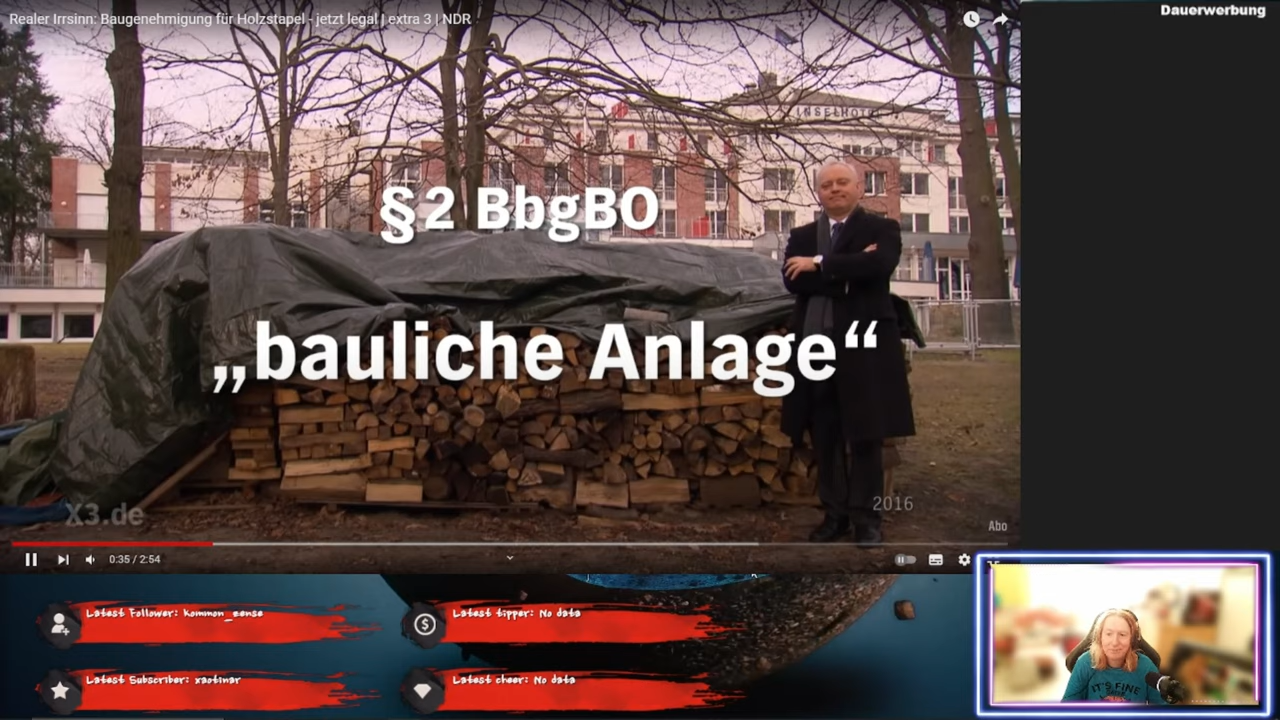 Realer Irrsinn: Baugenehmigung für Holzstapel - jetzt legal | extra 3 | NDR
Dauerwerbung
INSELHOTEL
§ 2 BbgBO
„bauliche Anlage“
X3.de
2016
Abo
0:35 / 2:54
Latest Follower: Kommon_zense
Latest tipper: No data
Latest Subscriber: xaotinar
Latest cheer: No data
IT'S FINE